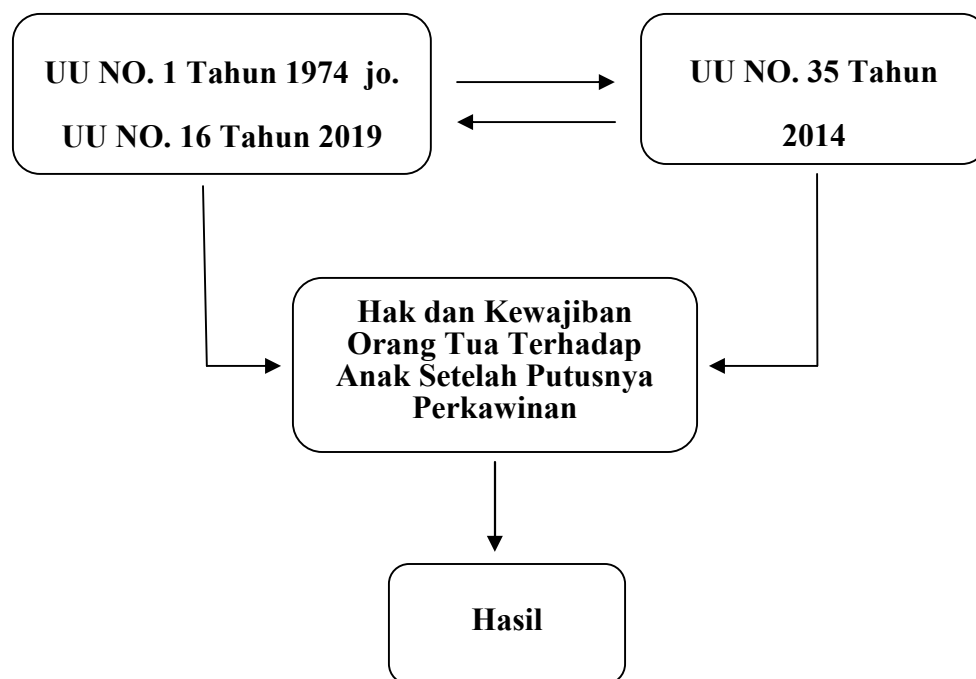 UU NO. 1 Tahun 1974 jo.
UU NO. 16 Tahun 2019
UU NO. 35 Tahun
2014
Hak dan Kewajiban
Orang Tua Terhadap
Anak Setelah Putusnya
Perkawinan
Hasil